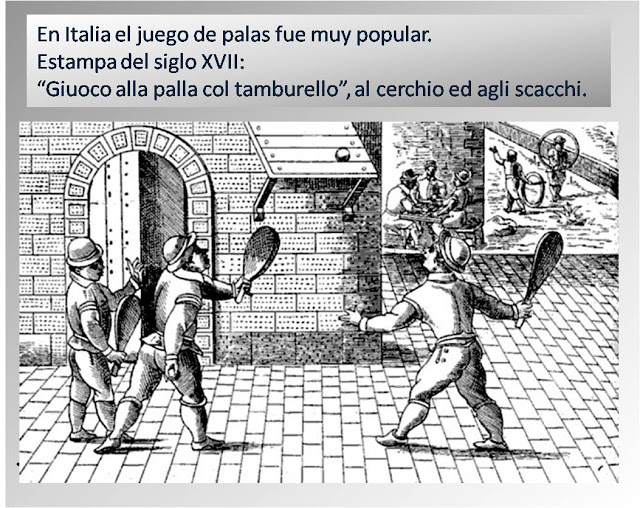 En Italia el juego de palas fue muy popular.
Estampa del siglo XVII:
“Giuoco alla palla col tamburello”, al cerchio ed agli scacchi.